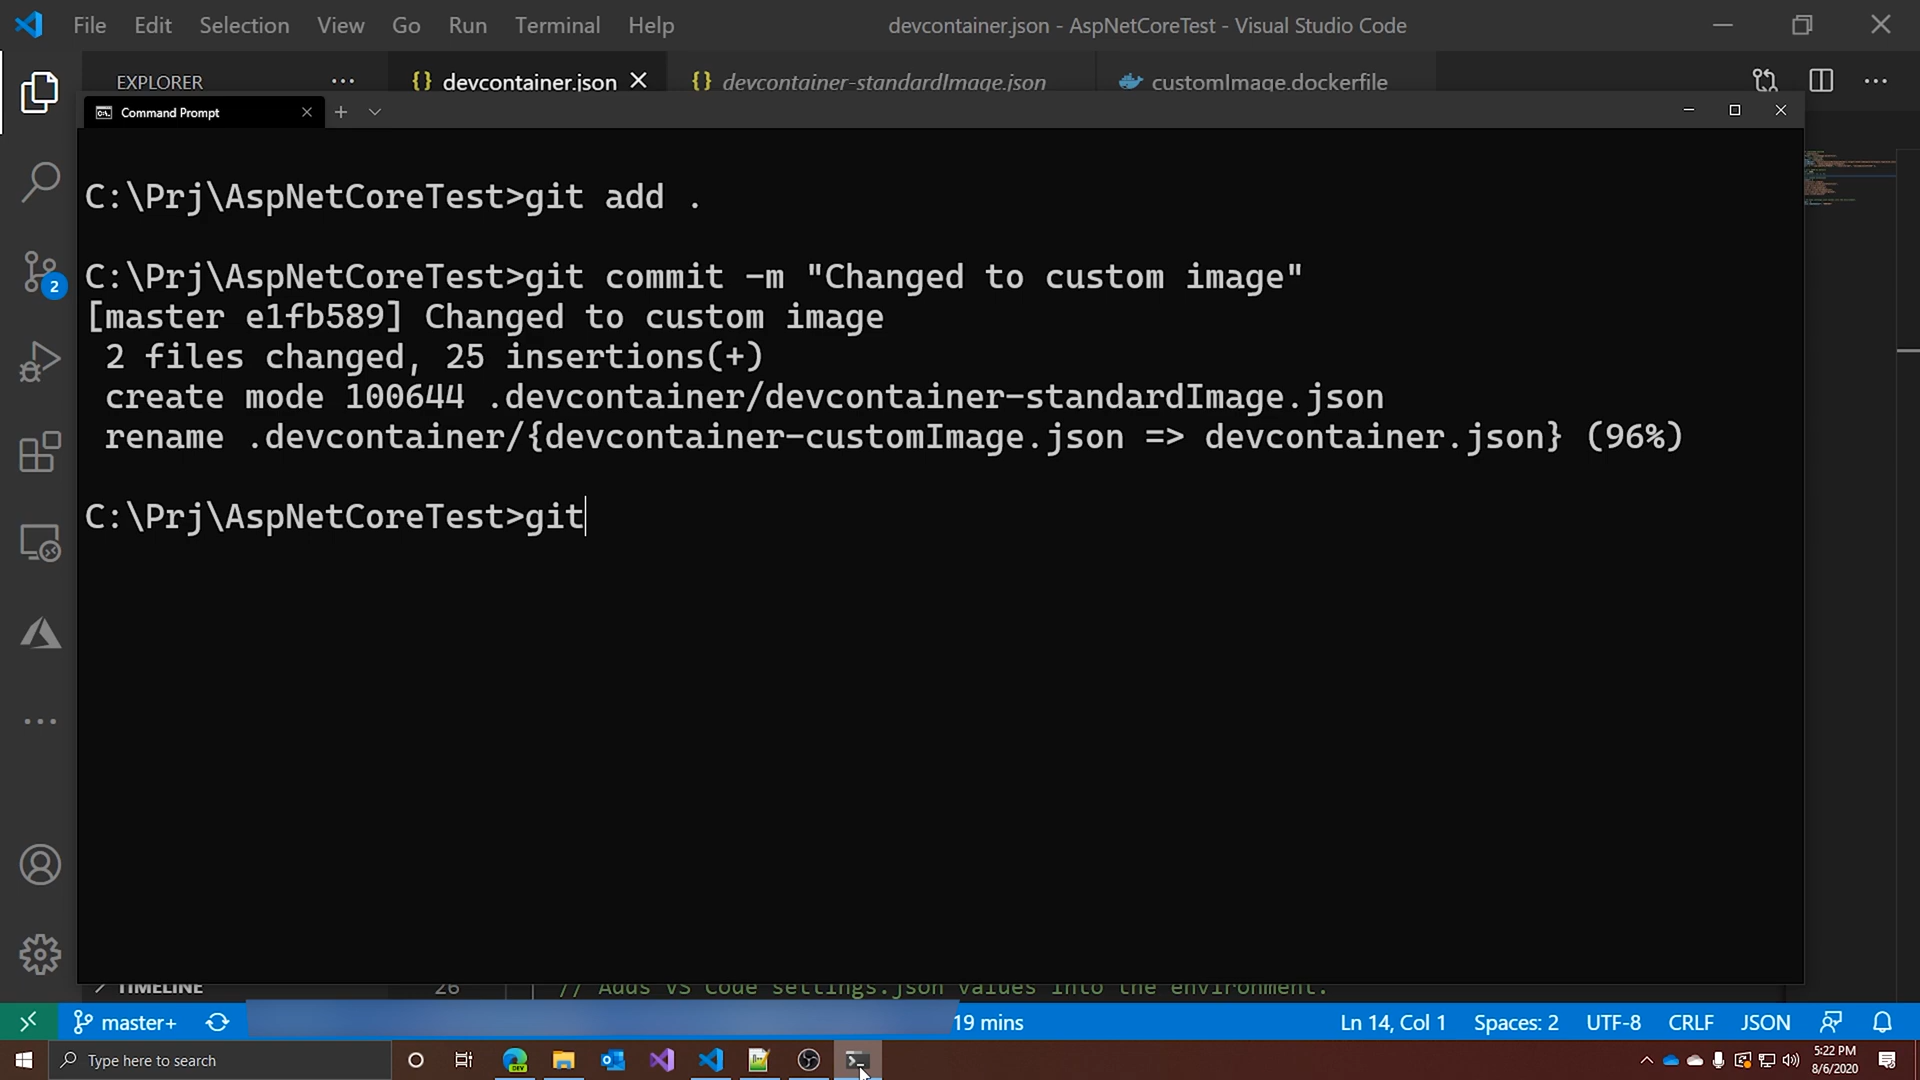 File Edit Selection View Go Run Terminal Help devcontainer.json - AspNetCoreTest - Visual Studio Code
EXPLORER ··· {} devcontainer.json {} devcontainer-standardImage.json customImage.dockerfile ···
Command Prompt
C:\Prj\AspNetCoreTest>git add .
C:\Prj\AspNetCoreTest>git commit -m "Changed to custom image"
[master e1fb589] Changed to custom image
2 files changed, 25 insertions(+)
create mode 100644 .devcontainer/devcontainer-standardImage.json
rename .devcontainer/{devcontainer-customImage.json => devcontainer.json} (96%)
C:\Prj\AspNetCoreTest>git
2
TIMELINE 26 // Adds VS Code settings.json values into the environment.
master+ 19 mins Ln 14, Col 1 Spaces: 2 UTF-8 CRLF JSON
Type here to search DEV 5:22 PM
8/6/2020